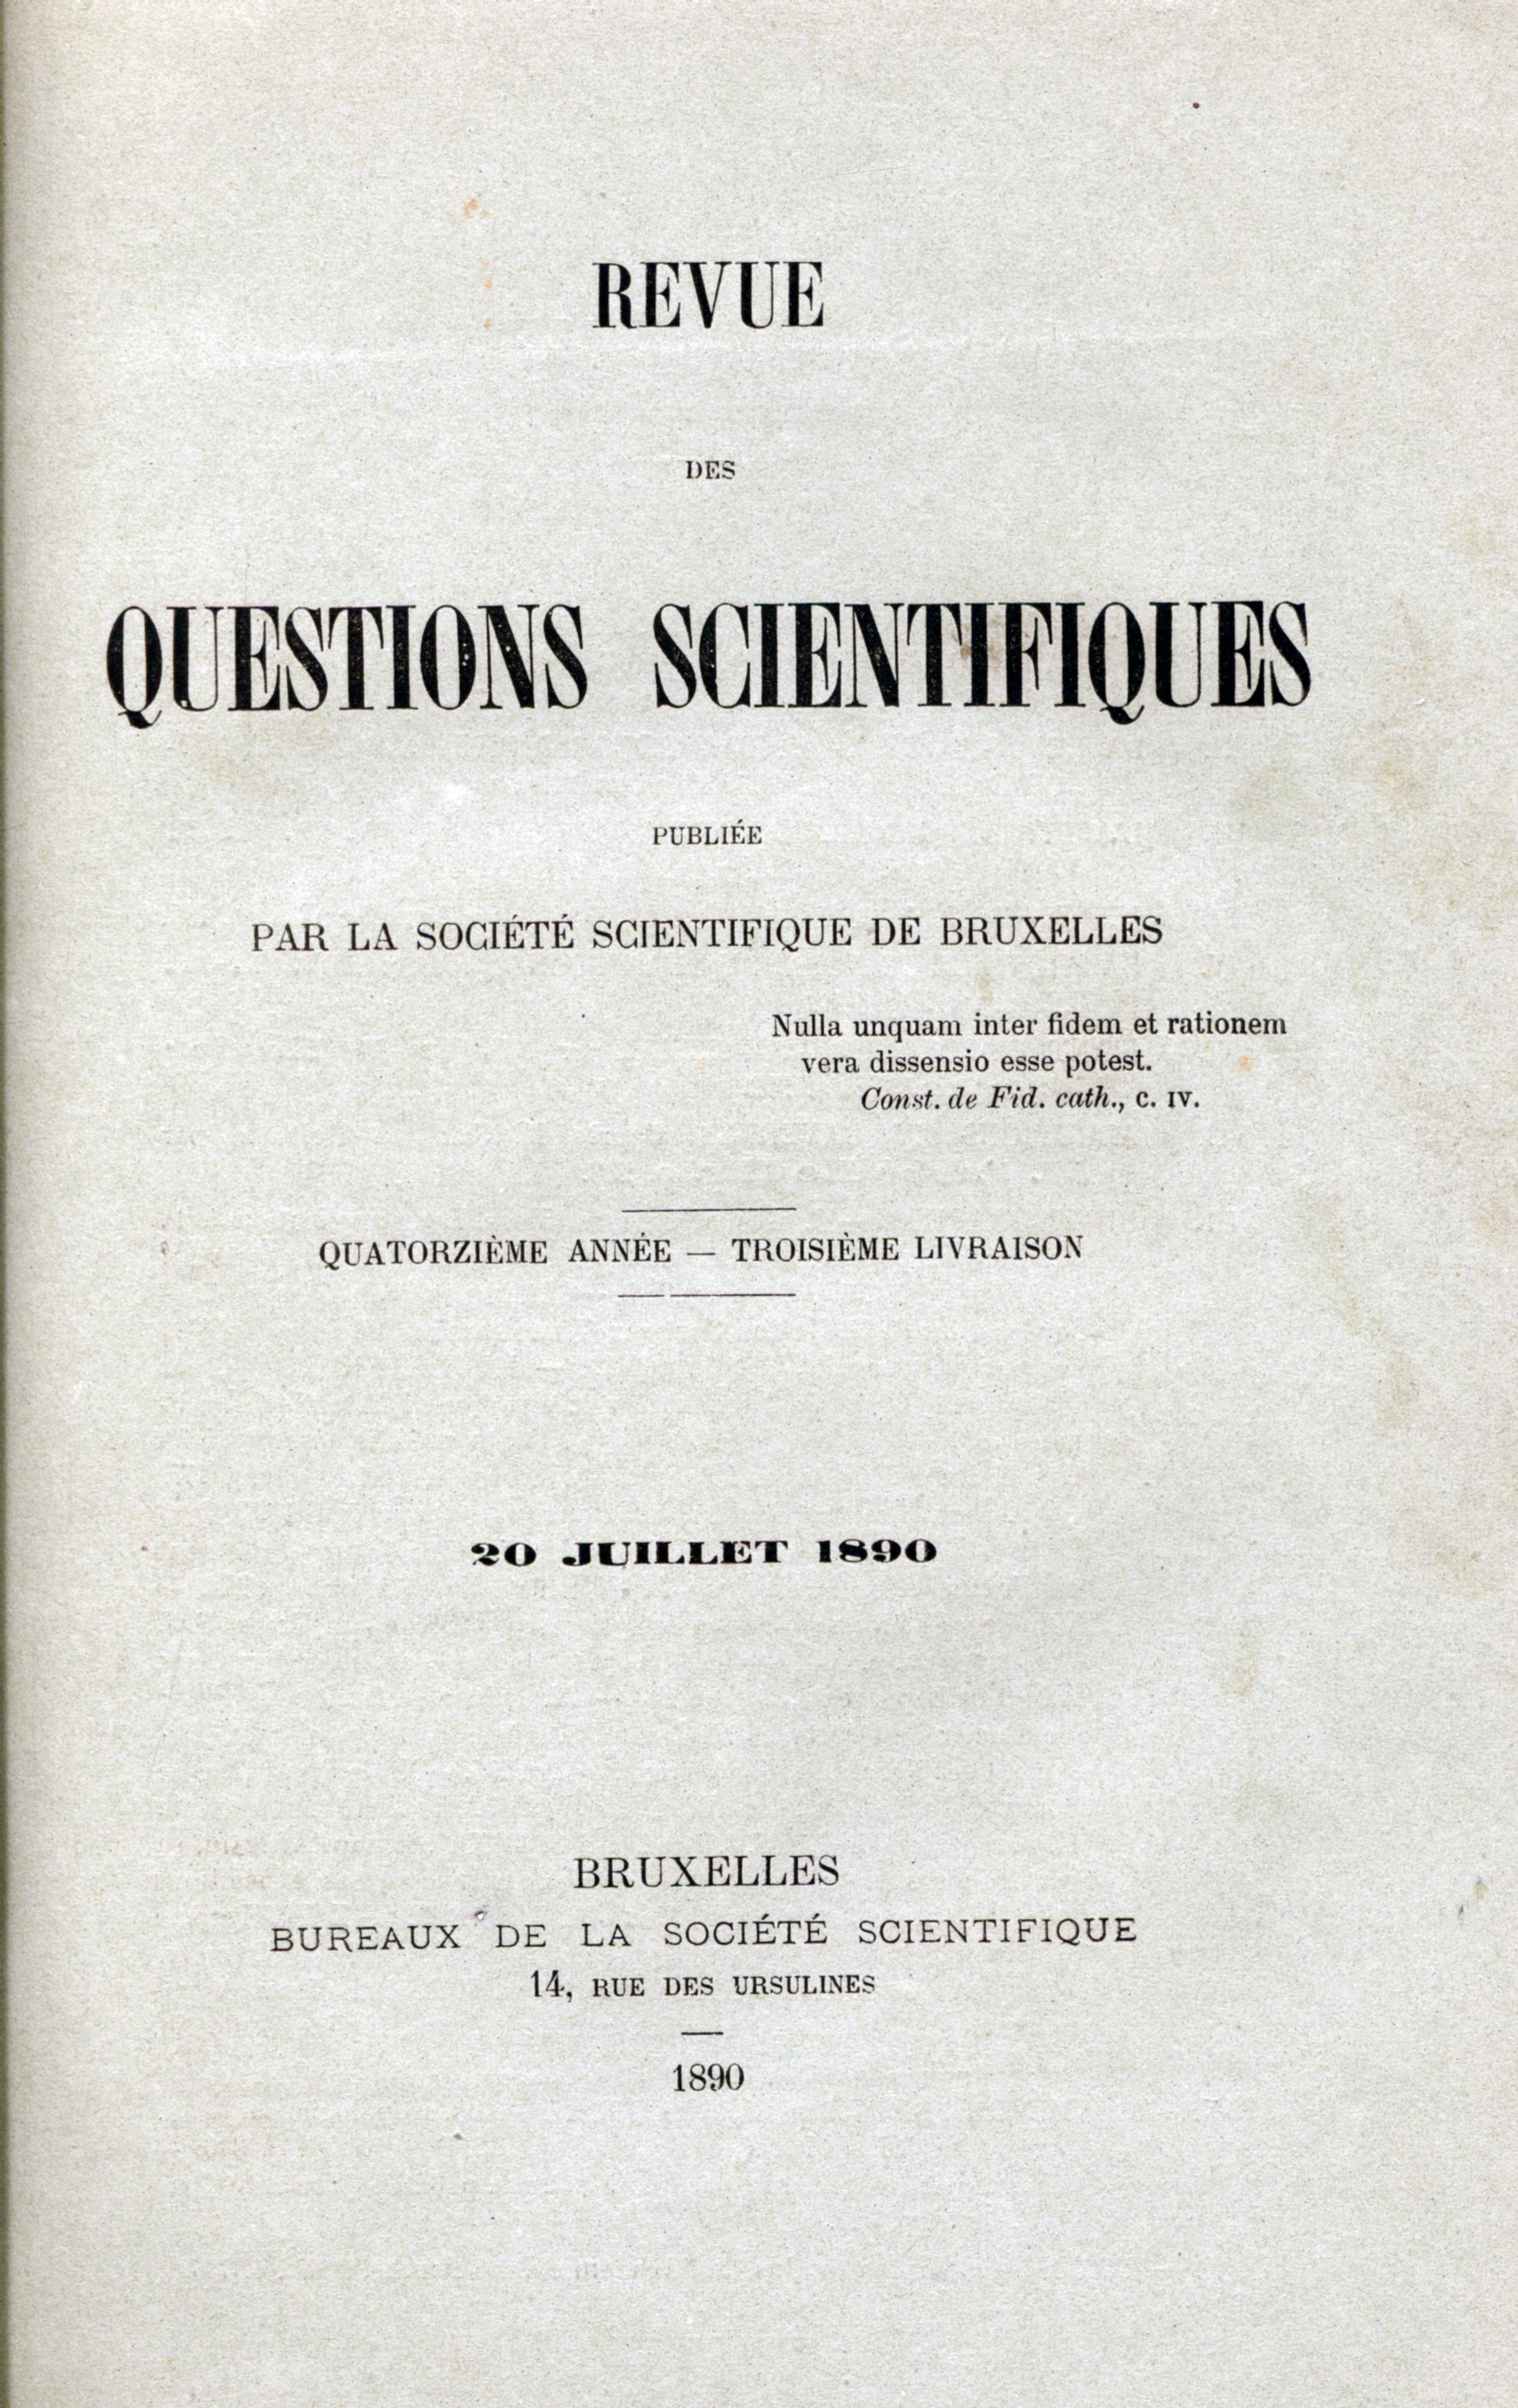 REVUE
DES
QUESTIONS SCIENTIFIQUES
PUBLIÉE
PAR LA SOCIÉTÉ SCIENTIFIQUE DE BRUXELLES
Nulla unquam inter fidem et rationem
vera dissensio esse potest.
Const. de Fid. cath., c. IV.
QUATORZIÈME ANNÉE — TROISIÈME LIVRAISON
20 JUILLET 1890
BRUXELLES
BUREAUX DE LA SOCIÉTÉ SCIENTIFIQUE
14, RUE DES URSULINES
1890